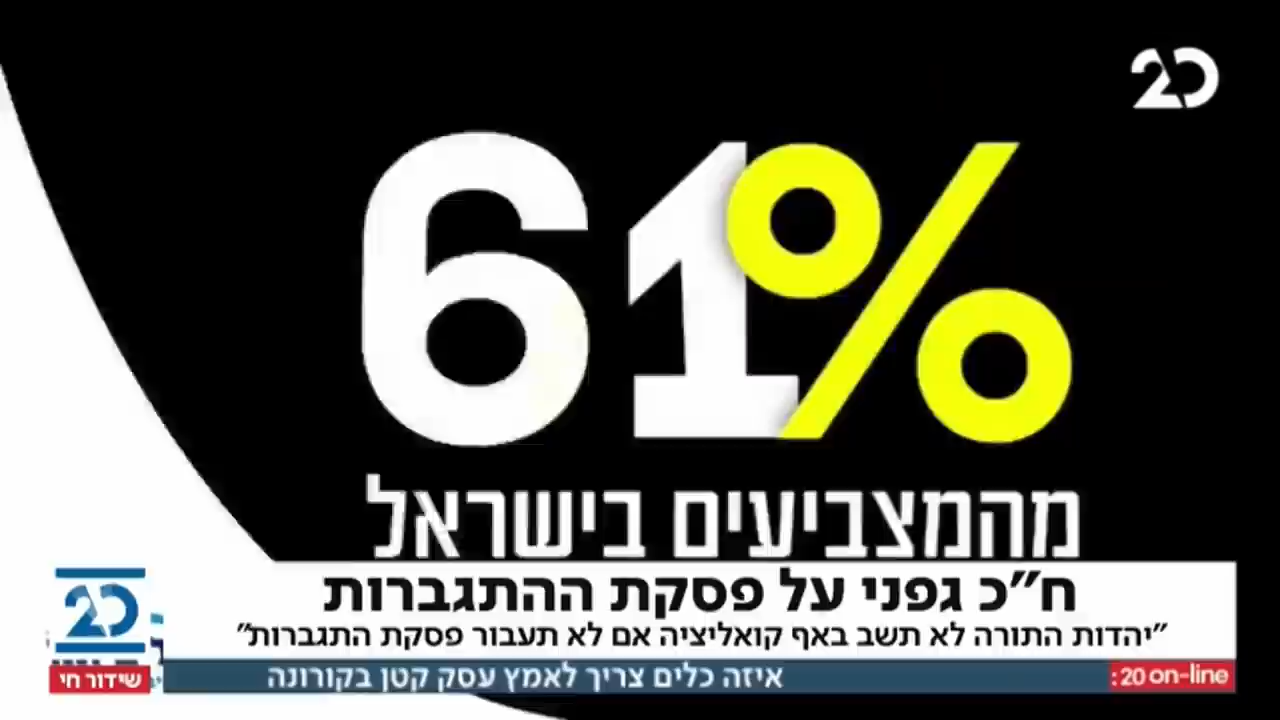 20
61%
מהמצביעים בישראל
ח"כ גפני על פסקת ההתגברות
"יהדות התורה לא תשב באף קואליציה אם לא תעבור פסקת התגברות"
20
20 on-line: איזה כלים צריך לאמץ עסק קטן בקורונה
שידור חי